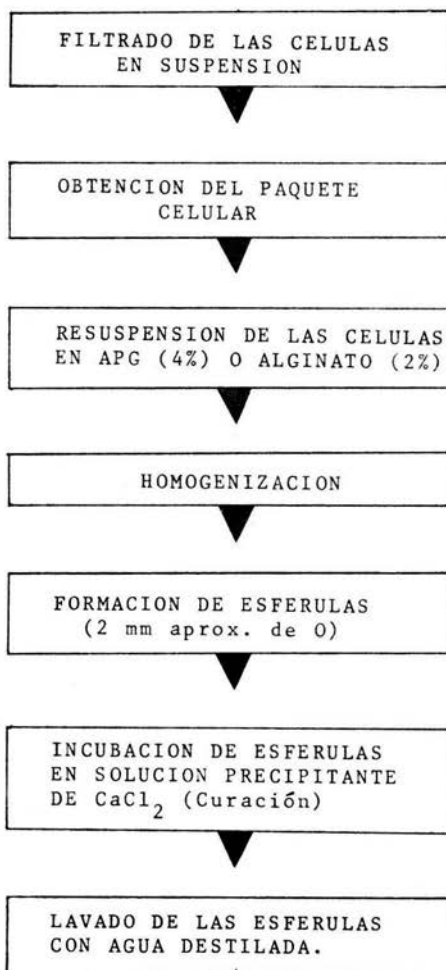 FILTRADO DE LAS CELULAS
EN SUSPENSION
OBTENCION DEL PAQUETE
CELULAR
RESUSPENSION DE LAS CELULAS
EN APG (4%) O ALGINATO (2%)
HOMOGENIZACION
FORMACION DE ESFERULAS
(2 mm aprox. de O)
INCUBACION DE ESFERULAS
EN SOLUCION PRECIPITANTE
DE CaCl2 (Curación)
LAVADO DE LAS ESFERULAS
CON AGUA DESTILADA.